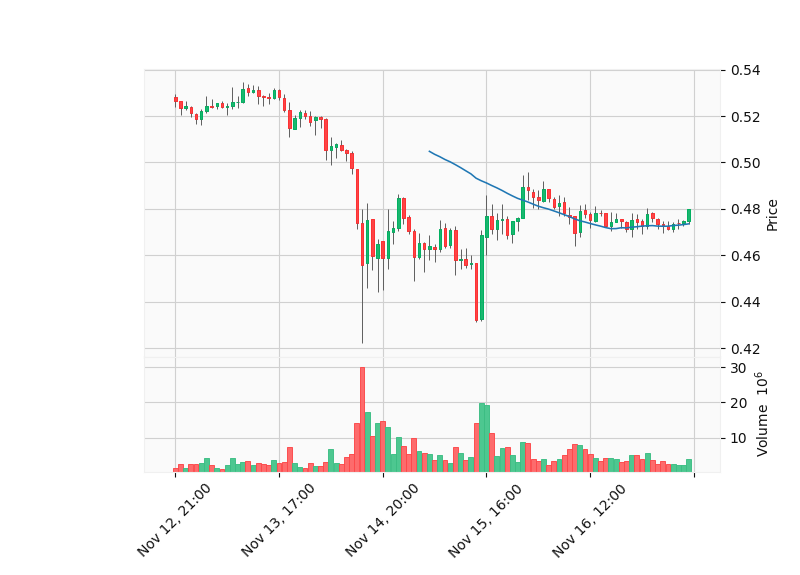 0.54
0.52
0.50
0.48
0.46
0.44
0.42
Price
30
20
10
Volume 10⁶
Nov 12, 21:00
Nov 13, 17:00
Nov 14, 20:00
Nov 15, 16:00
Nov 16, 12:00